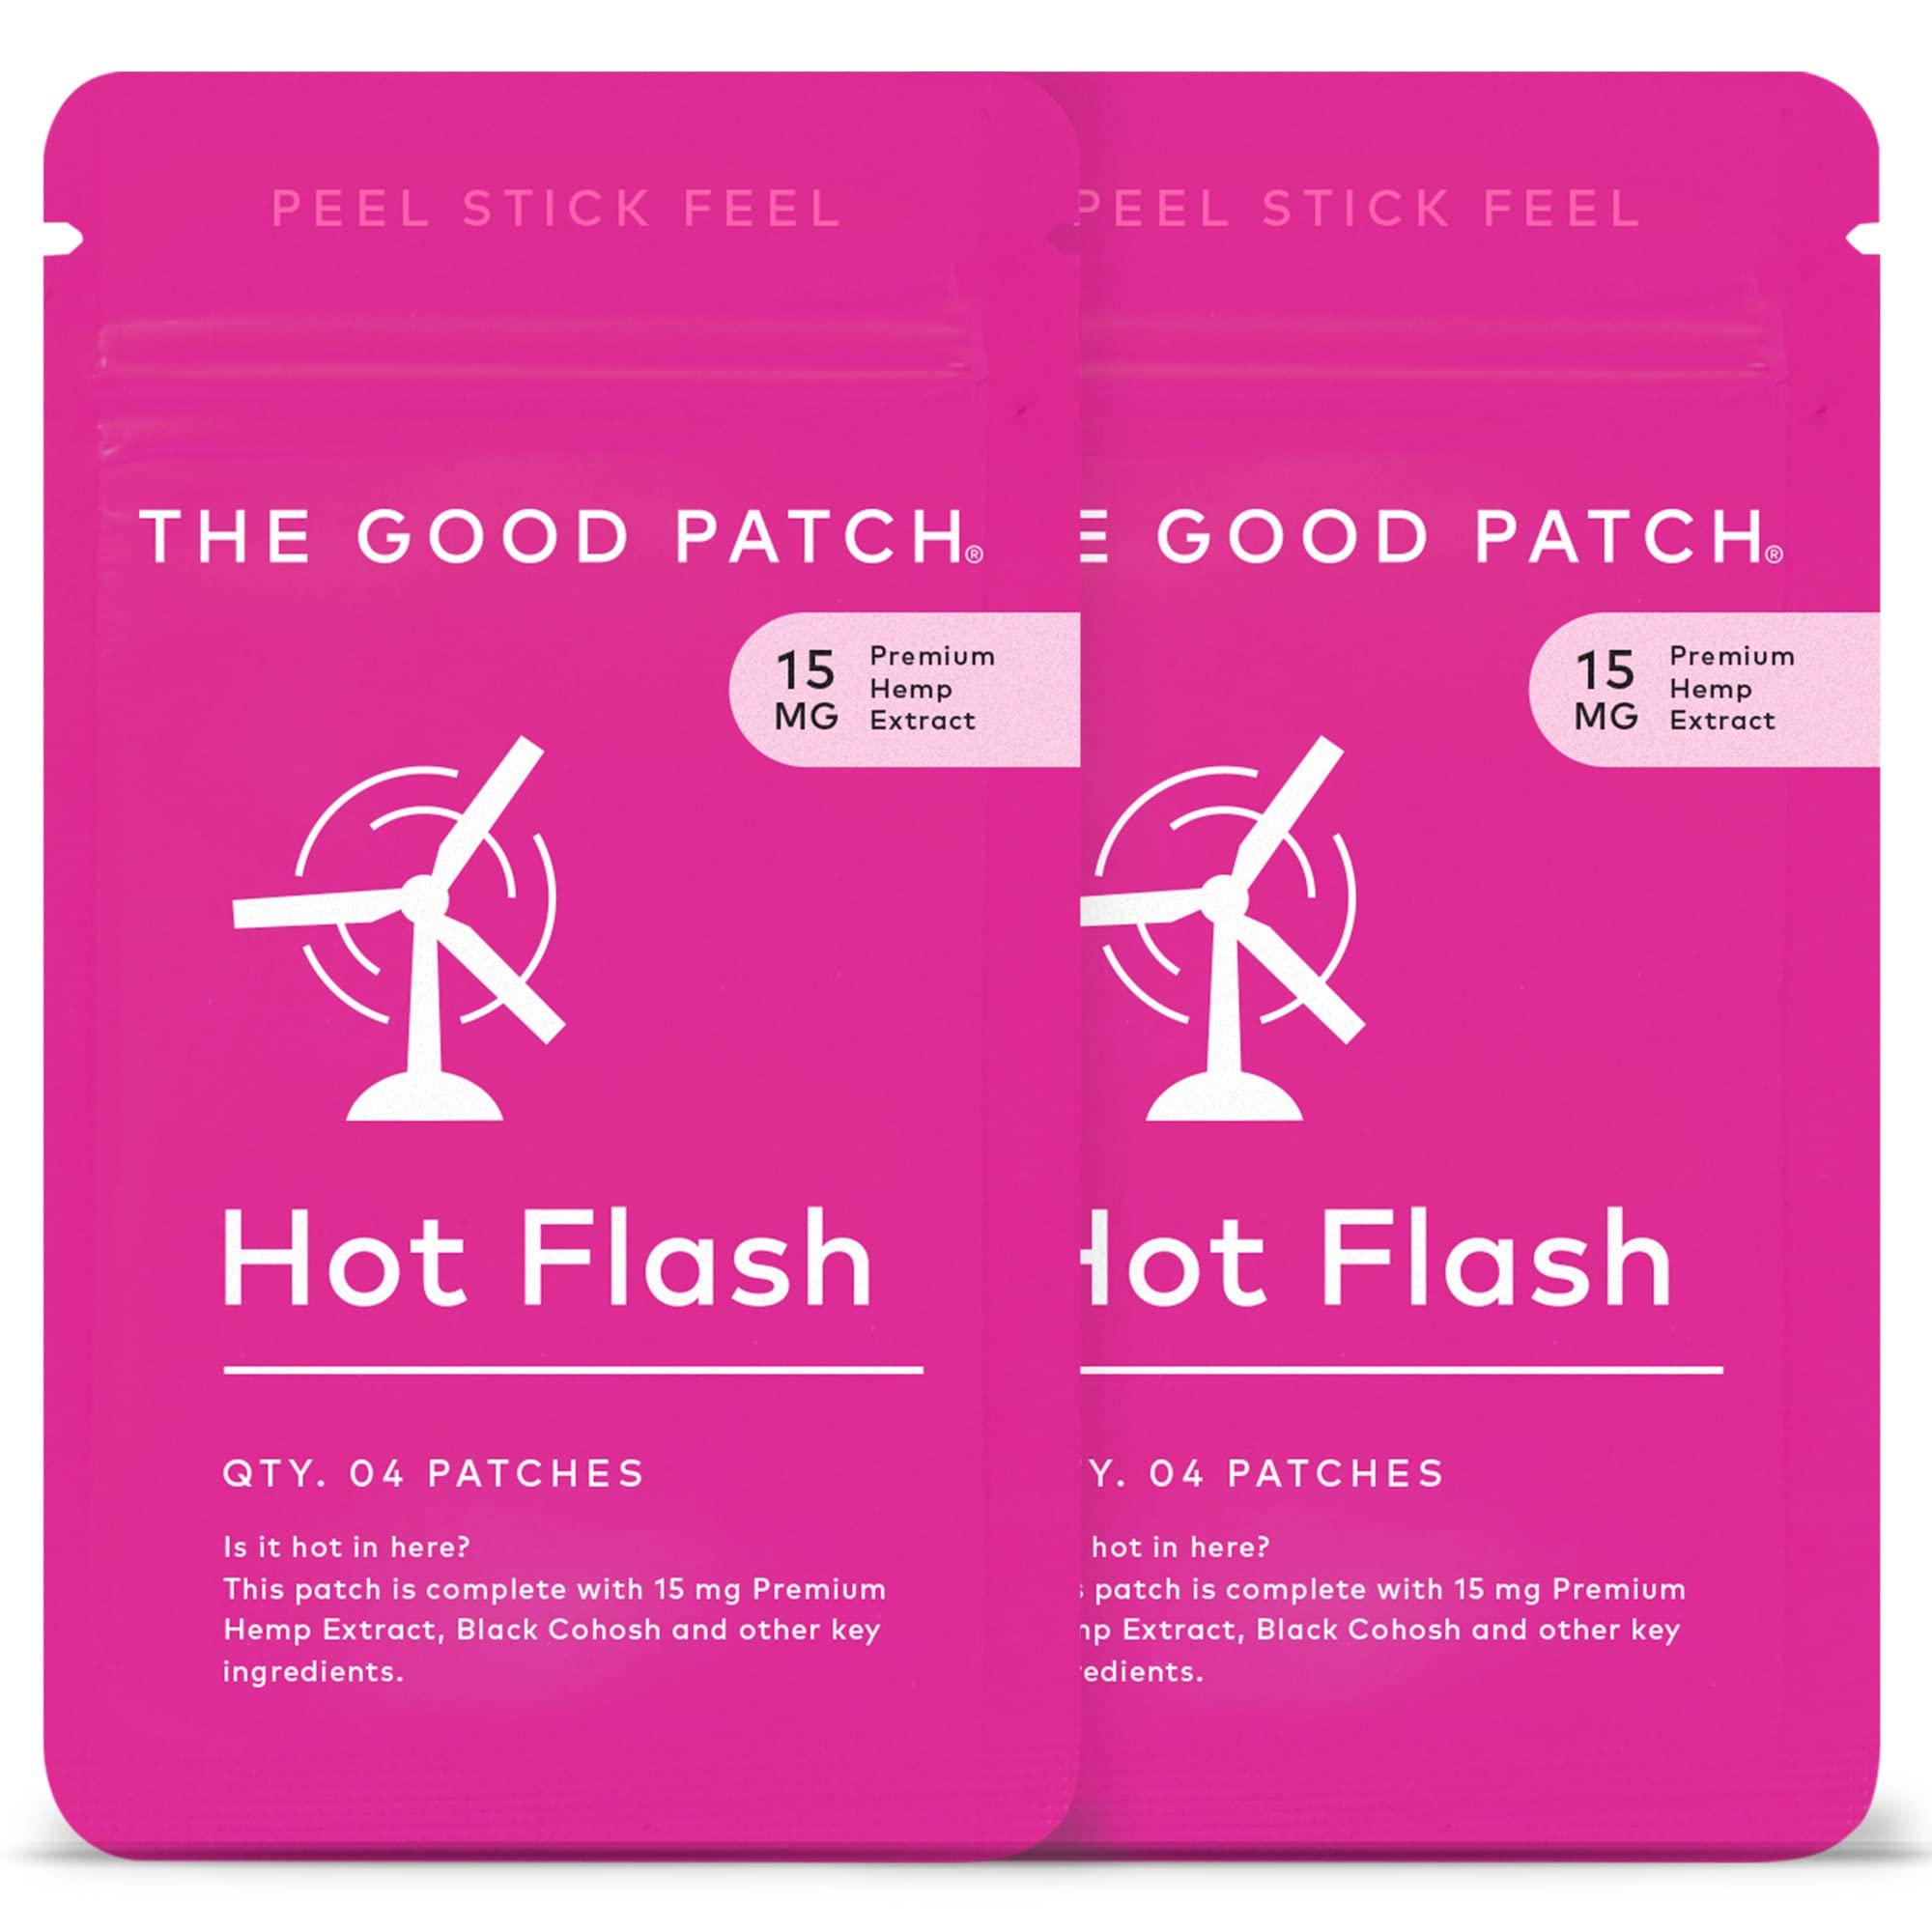 PEEL STICK FEEL
THE GOOD PATCH®
15 MG
Premium
Hemp
Extract
Hot Flash
QTY. 04 PATCHES
Is it hot in here?
This patch is complete with 15 mg Premium
Hemp Extract, Black Cohosh and other key
ingredients.
PEEL STICK FEEL
E GOOD PATCH®
15 MG
Premium
Hemp
Extract
Hot Flash
Y. 04 PATCHES
hot in here?
patch is complete with 15 mg Premium
Extract, Black Cohosh and other key